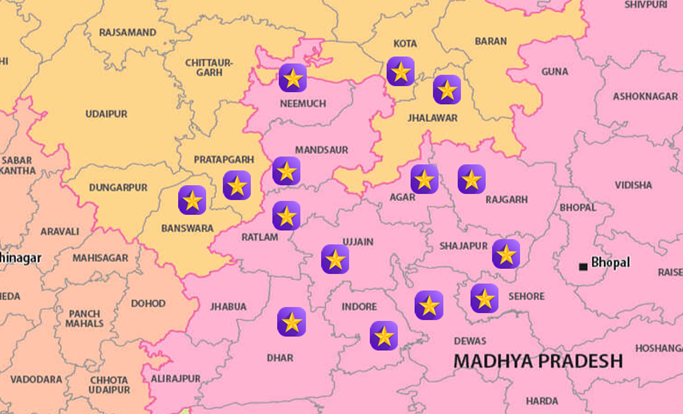 SHIVPURI
RAJSAMAND
KOTA
BARAN
CHITTAUR-
GARH
GUNA
ASHOKNAGAR
NEEMUCH
UDAIPUR
JHALAWAR
MANDSAUR
SABAR
KANTHA
PRATAPGARH
DUNGARPUR
VIDISHA
AGAR
RAJGARH
BHOPAL
BANSWARA
ARAVALI
RATLAM
UJJAIN
SHAJAPUR
hinagar
MAHISAGAR
Bhopal
RAISE
DOHOD
JHABUA
INDORE
SEHORE
PANCH
MAHALS
DEWAS
HOSHANG
DHAR
MADHYA PRADESH
VADODARA
CHHOTA
UDAIPUR
ALIRAJPUR
HARDA